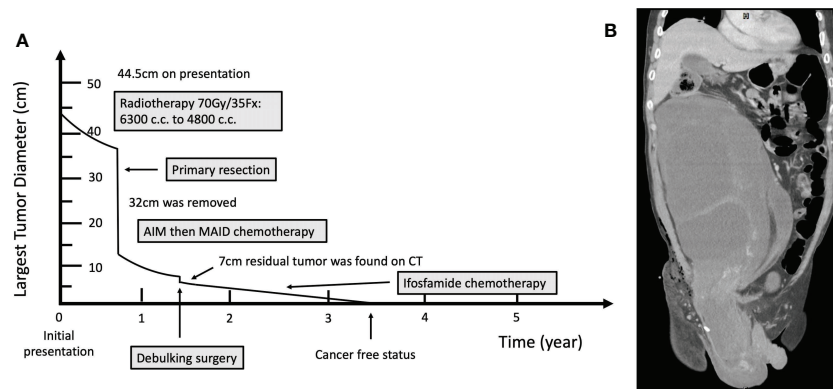 A
B
Largest Tumor Diameter (cm)
50
40
30
20
10
0
44.5cm on presentation
Radiotherapy 70Gy/35Fx:
6300 c.c. to 4800 c.c.
Primary resection
32cm was removed
AIM then MAID chemotherapy
7cm residual tumor was found on CT
Ifosfamide chemotherapy
0
1
2
3
4
5
Initial
presentation
Debulking surgery
Cancer free status
Time (year)
H